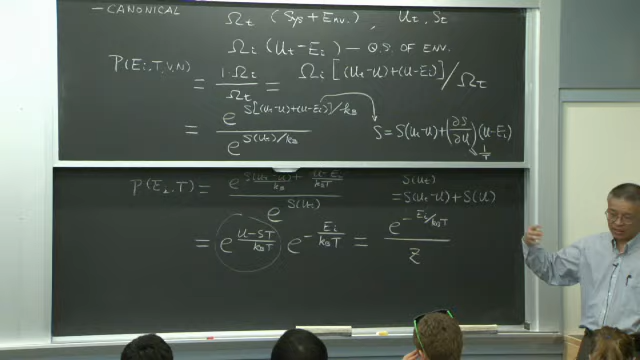 – CANONICAL Ωt (Sys + Env.), Ut, St
Ωi (Ut – Ei) — Q.S OF ENV.
P(Ei,T,V,N) = 1·Ωi / Ωt = Ωi [(Ut-U)+(U-Ei)] / Ωt
= e^{S[(Ut-U)+(U-Ei)]/kB} / e^{S(Ut)/kB} S = S(Ut-U) + (∂S/∂U)(U-Ei)
1/T
P(Ei,T) = e^{S(Ut-U)/kB + (U-Ei)/kBT} / e^{S(Ut)} S(Ut)
= S(Ut-U) + S(U)
= e^{(U-ST)/kBT} e^{-Ei/kBT} = e^{-Ei/kBT} / Z